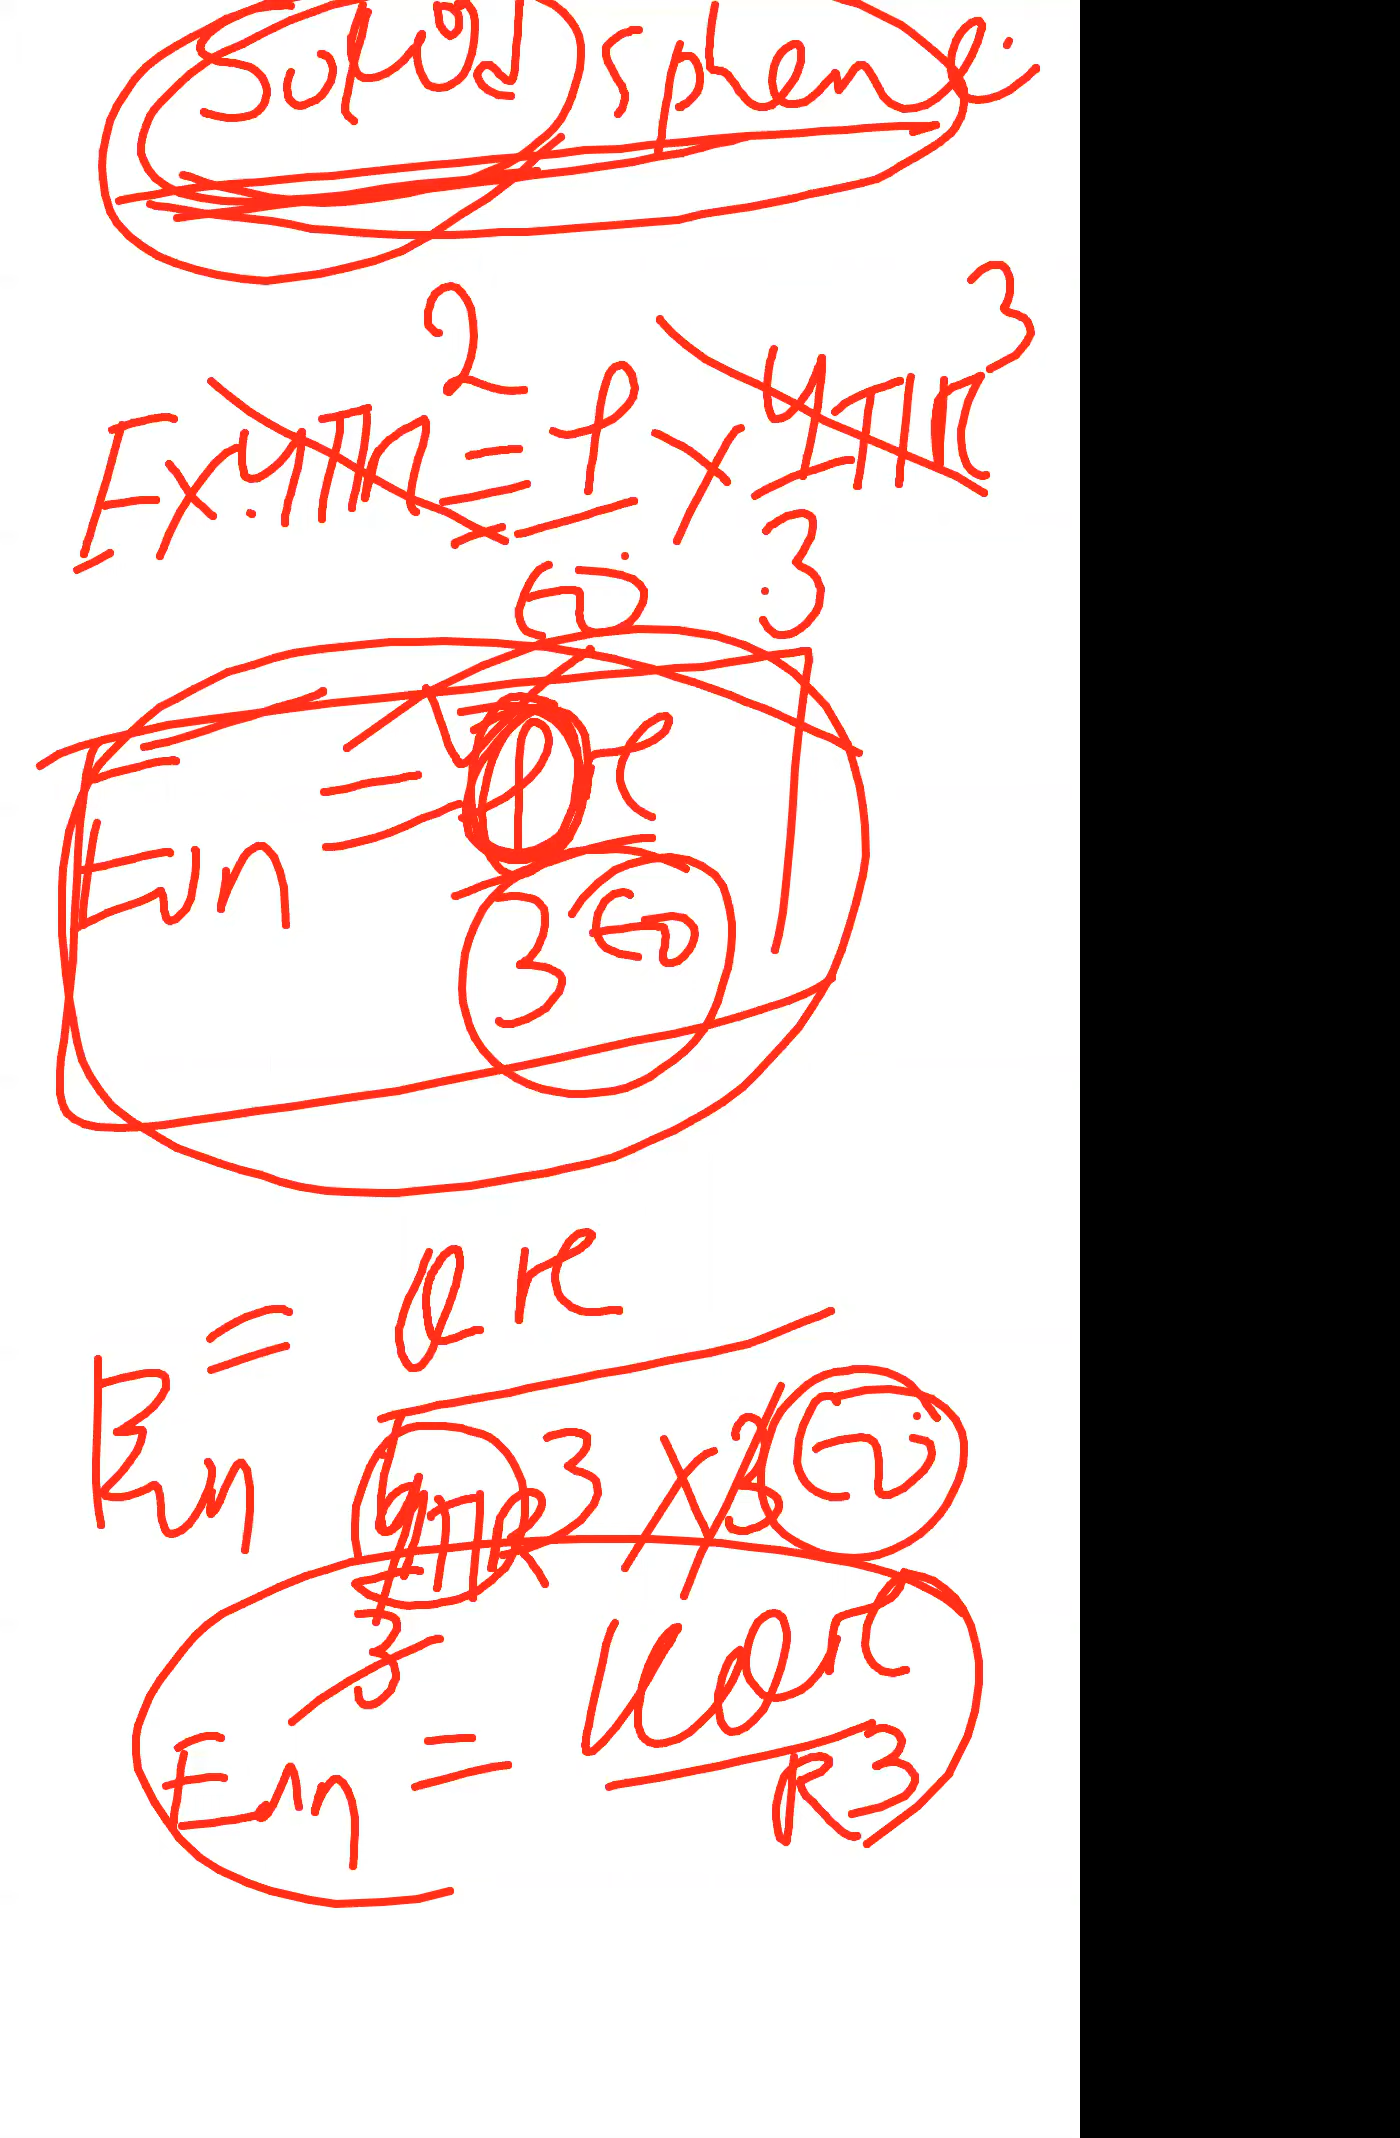 Solid sphere.
E×4πr² = ρ/ε₀ × 4πr³/3
Ein = ρr/3ε₀
Ein = Qr/(4πR³/3 × 3ε₀)
Ein = KQr/R³